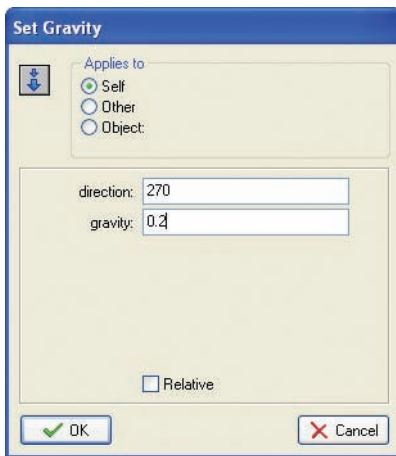 Set Gravity
Applies to
Self
Other
Object:
direction: 270
gravity: 0.2
Relative
OK
Cancel